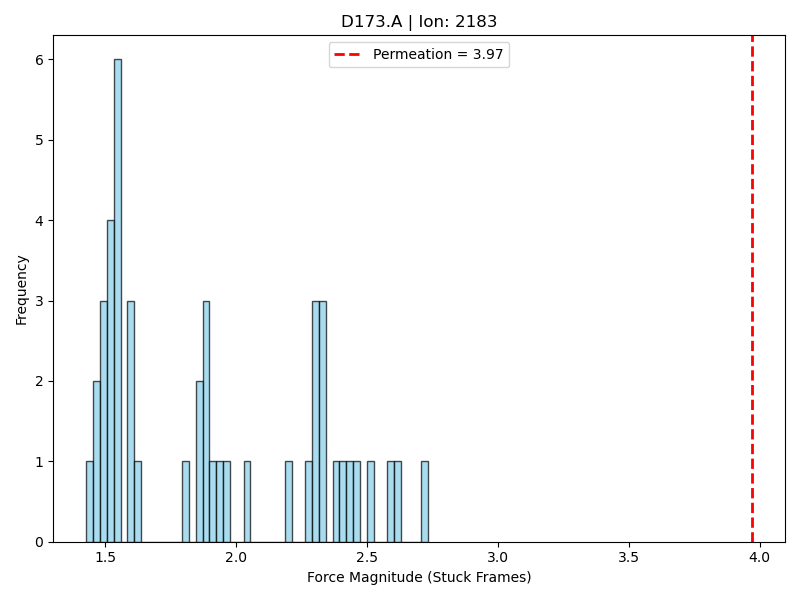 D173.A | Ion: 2183
Permeation = 3.97
6
5
4
3
2
1
0
Frequency
1.5 2.0 2.5 3.0 3.5 4.0
Force Magnitude (Stuck Frames)